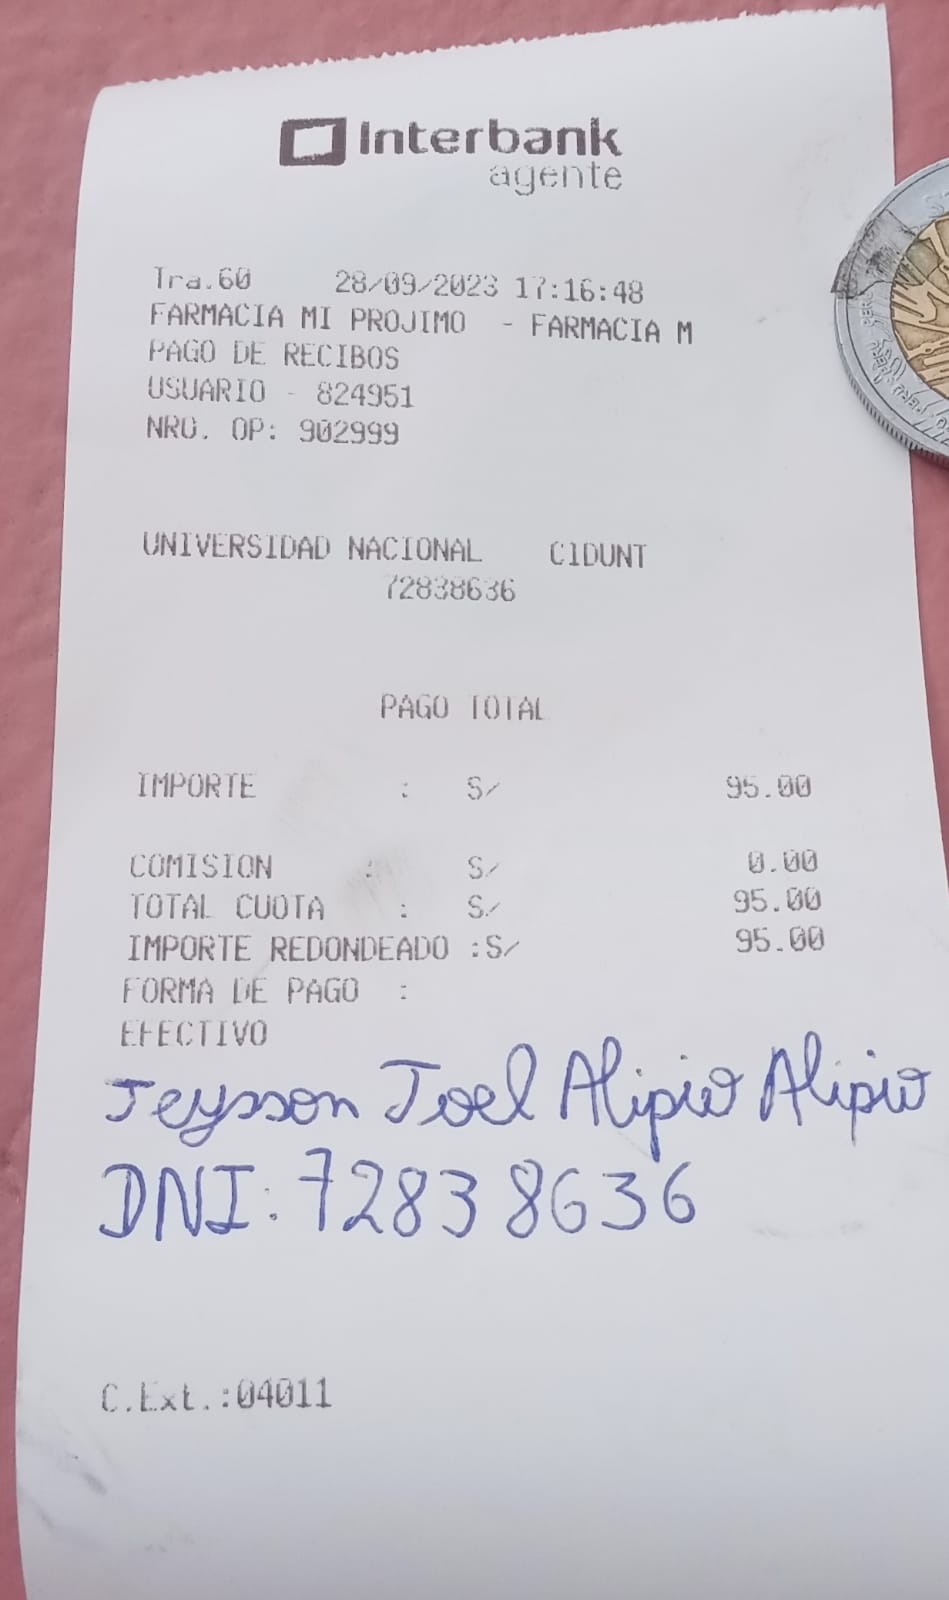 Interbank
agente
Tra.60 28/09/2023 17:16:48
FARMACIA MI PROJIMO - FARMACIA M
PAGO DE RECIBOS
USUARIO - 824951
NRO. OP: 902999
UNIVERSIDAD NACIONAL CIDUNT
72838636
PAGO TOTAL
IMPORTE : S/ 95.00
COMISION : S/ 0.00
TOTAL CUOTA : S/ 95.00
IMPORTE REDONDEADO :S/ 95.00
FORMA DE PAGO :
EFECTIVO
Jeysson Joel Alipio Alipio
DNI: 72838636
C.Ext.:04011